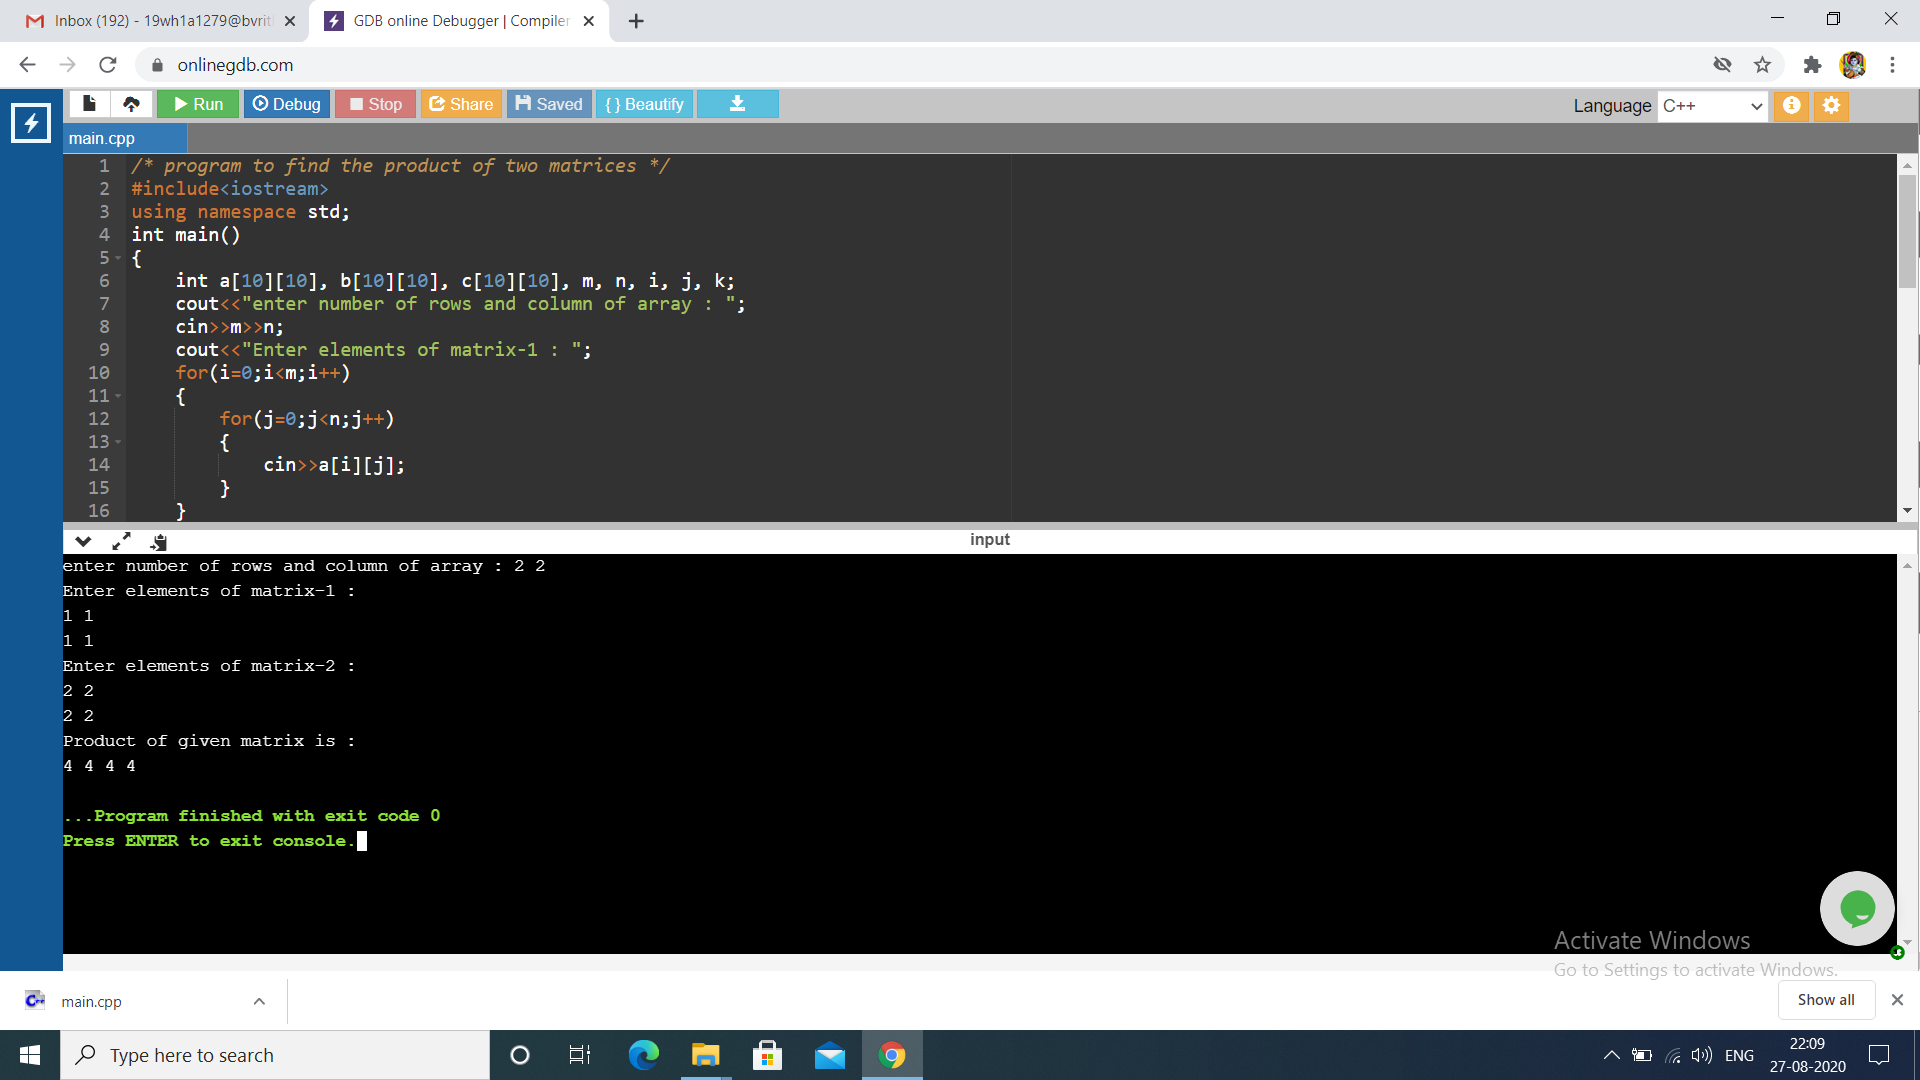 Inbox (192) - 19wh1a1279@bvrit
GDB online Debugger | Compiler
onlinegdb.com
Run
Debug
Stop
Share
Saved
{ } Beautify
Language
C++
main.cpp
1 /* program to find the product of two matrices */
2 #include<iostream>
3 using namespace std;
4 int main()
5 {
6 int a[10][10], b[10][10], c[10][10], m, n, i, j, k;
7 cout<<"enter number of rows and column of array : ";
8 cin>>m>>n;
9 cout<<"Enter elements of matrix-1 : ";
10 for(i=0;i<m;i++)
11 {
12 for(j=0;j<n;j++)
13 {
14 cin>>a[i][j];
15 }
16 }
input
enter number of rows and column of array : 2 2
Enter elements of matrix-1 :
1 1
1 1
Enter elements of matrix-2 :
2 2
2 2
Product of given matrix is :
4 4 4 4
...Program finished with exit code 0
Press ENTER to exit console.
Activate Windows
Go to Settings to activate Windows.
main.cpp
Show all
Type here to search
ENG
22:09
27-08-2020